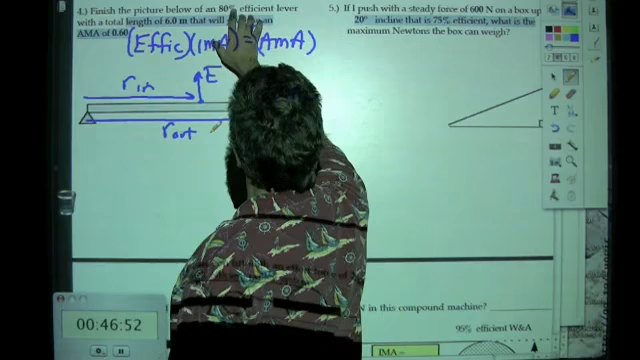 4.) Finish the picture below of an 80% efficient lever
with a total length of 6.0 m that will
AMA of 0.60
(Effic)(IMA) = (AMA)
r in
E
r out
5.) If I push with a steady force of 600 N on a box up
20° incline that is 75% efficient, what is the
maximum Newtons the box can weigh?
00:46:52
N in this compound machine?
95% efficient W&A
IMA =